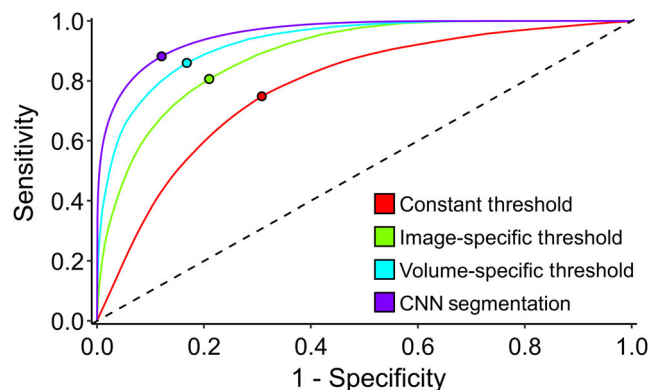 1.0
0.8
0.6
0.4
0.2
0.0
Sensitivity
Constant threshold
Image-specific threshold
Volume-specific threshold
CNN segmentation
0.0 0.2 0.4 0.6 0.8 1.0
1 - Specificity